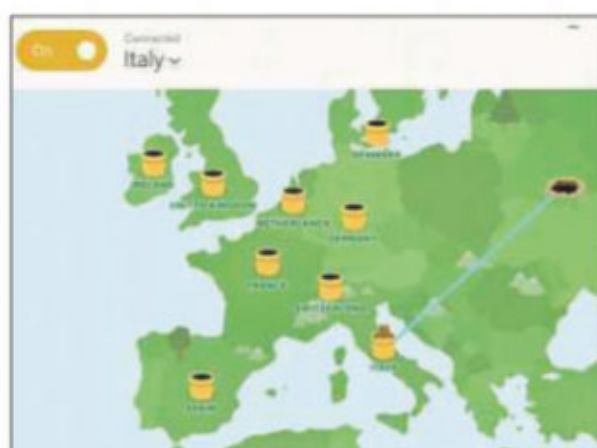 On
Connected
Italy
DENMARK
IRELAND
UNITED KINGDOM
NETHERLANDS
GERMANY
FRANCE
SWITZERLAND
ITALY
SPAIN